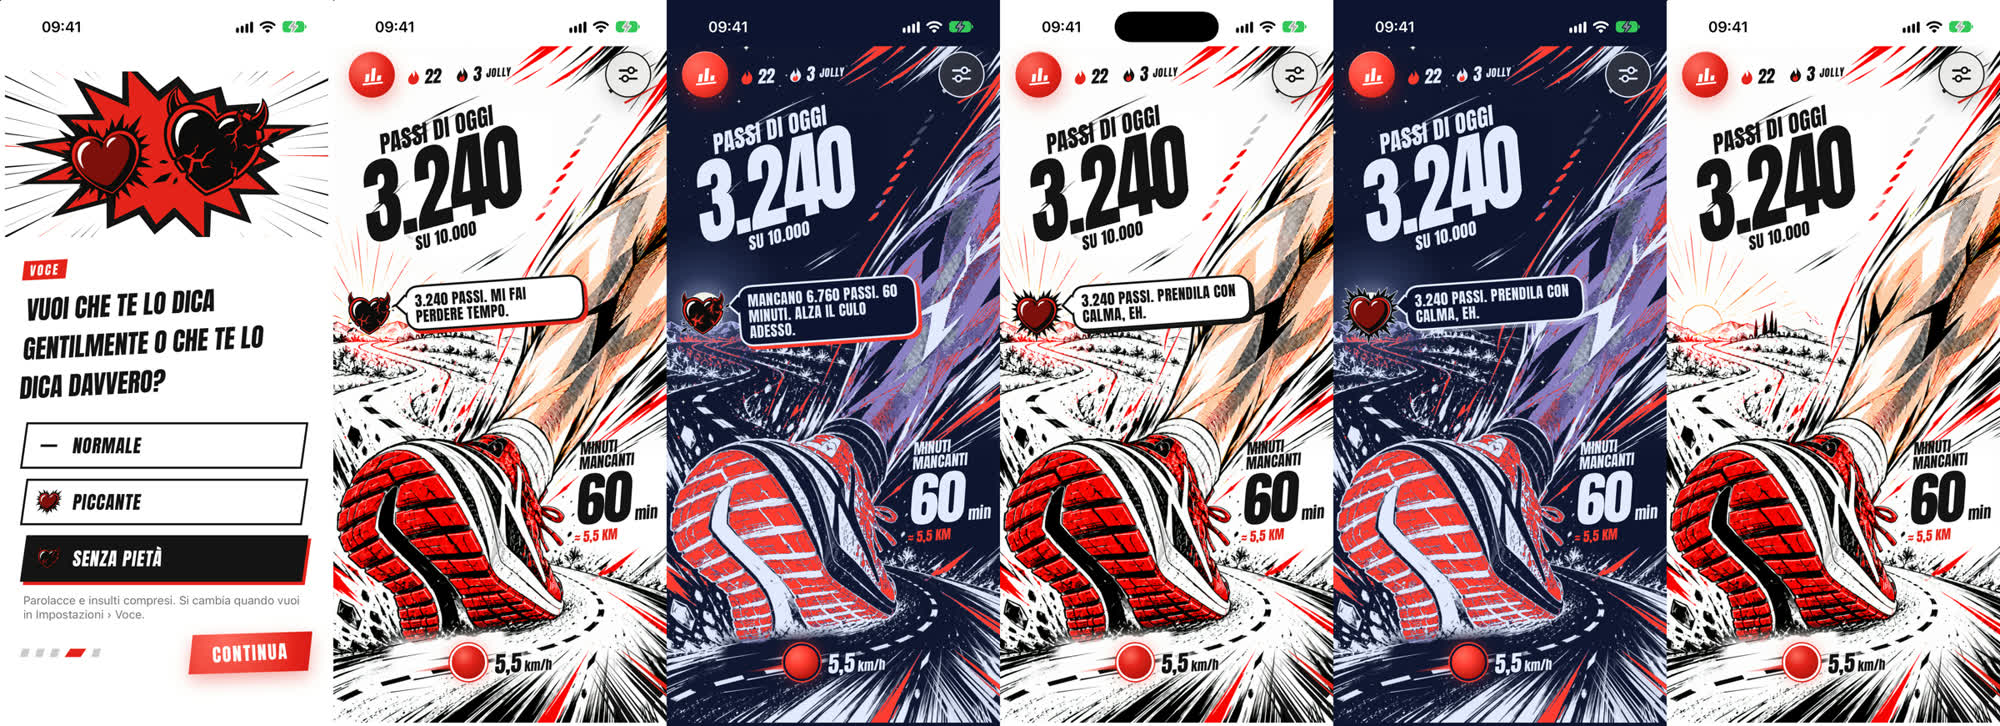 09:41
VOCE
VUOI CHE TE LO DICA
GENTILMENTE O CHE TE LO
DICA DAVVERO?
NORMALE
PICCANTE
SENZA PIETÀ
Parolacce e insulti compresi. Si cambia quando vuoi
in Impostazioni › Voce.
CONTINUA
09:41
22
3 JOLLY
PASSI DI OGGI
3.240
SU 10.000
3.240 PASSI. MI FAI
PERDERE TEMPO.
MINUTI
MANCANTI
60 min
≈ 5,5 KM
5,5 km/h
09:41
22
3 JOLLY
PASSI DI OGGI
3.240
SU 10.000
MANCANO 6.760 PASSI. 60
MINUTI. ALZA IL CULO
ADESSO.
MINUTI
MANCANTI
60 min
≈ 5,5 KM
5,5 km/h
09:41
22
3 JOLLY
PASSI DI OGGI
3.240
SU 10.000
3.240 PASSI. PRENDILA CON
CALMA, EH.
MINUTI
MANCANTI
60 min
≈ 5,5 KM
5,5 km/h
09:41
22
3 JOLLY
PASSI DI OGGI
3.240
SU 10.000
3.240 PASSI. PRENDILA CON
CALMA, EH.
MINUTI
MANCANTI
60 min
≈ 5,5 KM
5,5 km/h
09:41
22
3 JOLLY
PASSI DI OGGI
3.240
SU 10.000
MINUTI
MANCANTI
60 min
≈ 5,5 KM
5,5 km/h